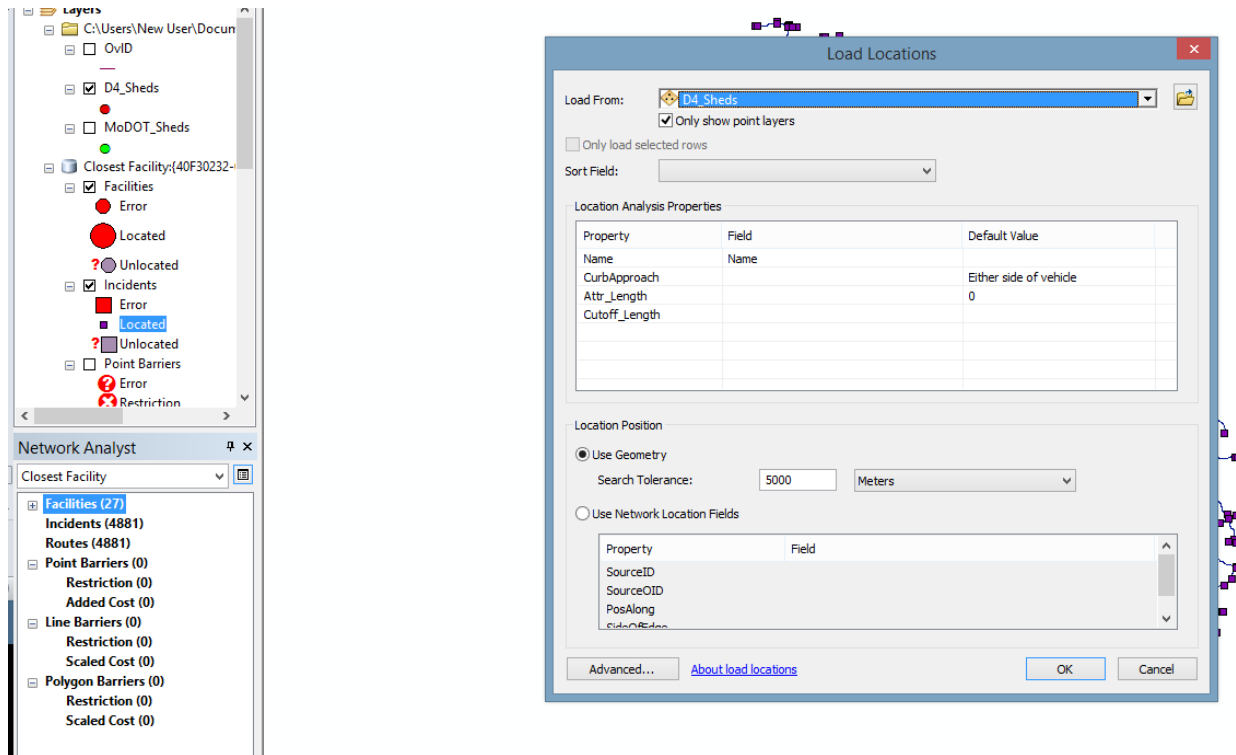 Layers
C:\Users\New User\Docum
OvID
D4_Sheds
MoDOT_Sheds
Closest Facility:{40F30232-
Facilities
Error
Located
? Unlocated
Incidents
Error
Located
? Unlocated
Point Barriers
? Error
Restriction
Network Analyst
Closest Facility
Facilities (27)
Incidents (4881)
Routes (4881)
Point Barriers (0)
Restriction (0)
Added Cost (0)
Line Barriers (0)
Restriction (0)
Scaled Cost (0)
Polygon Barriers (0)
Restriction (0)
Scaled Cost (0)
Load Locations
Load From: D4_Sheds
Only show point layers
Only load selected rows
Sort Field:
Location Analysis Properties
Property Field Default Value
Name Name
CurbApproach Either side of vehicle
Attr_Length 0
Cutoff_Length
Location Position
Use Geometry
Search Tolerance: 5000 Meters
Use Network Location Fields
Property Field
SourceID
SourceOID
PosAlong
SideOfEdge
Advanced... About load locations OK Cancel